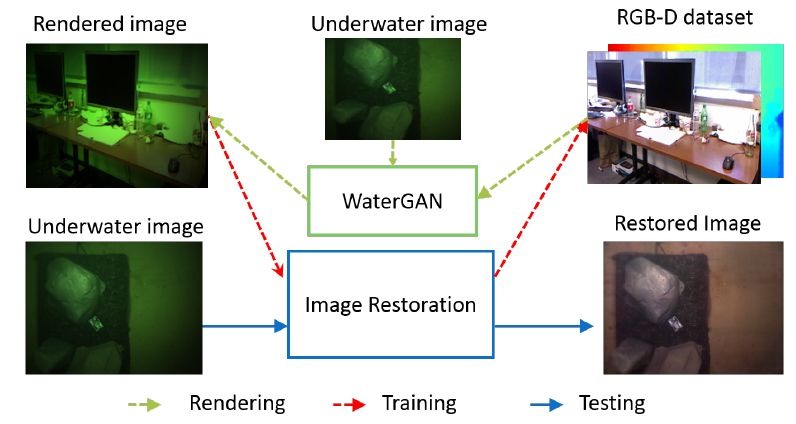 Rendered image
Underwater image
RGB-D dataset
WaterGAN
Underwater image
Restored Image
Image Restoration
Rendering
Training
Testing